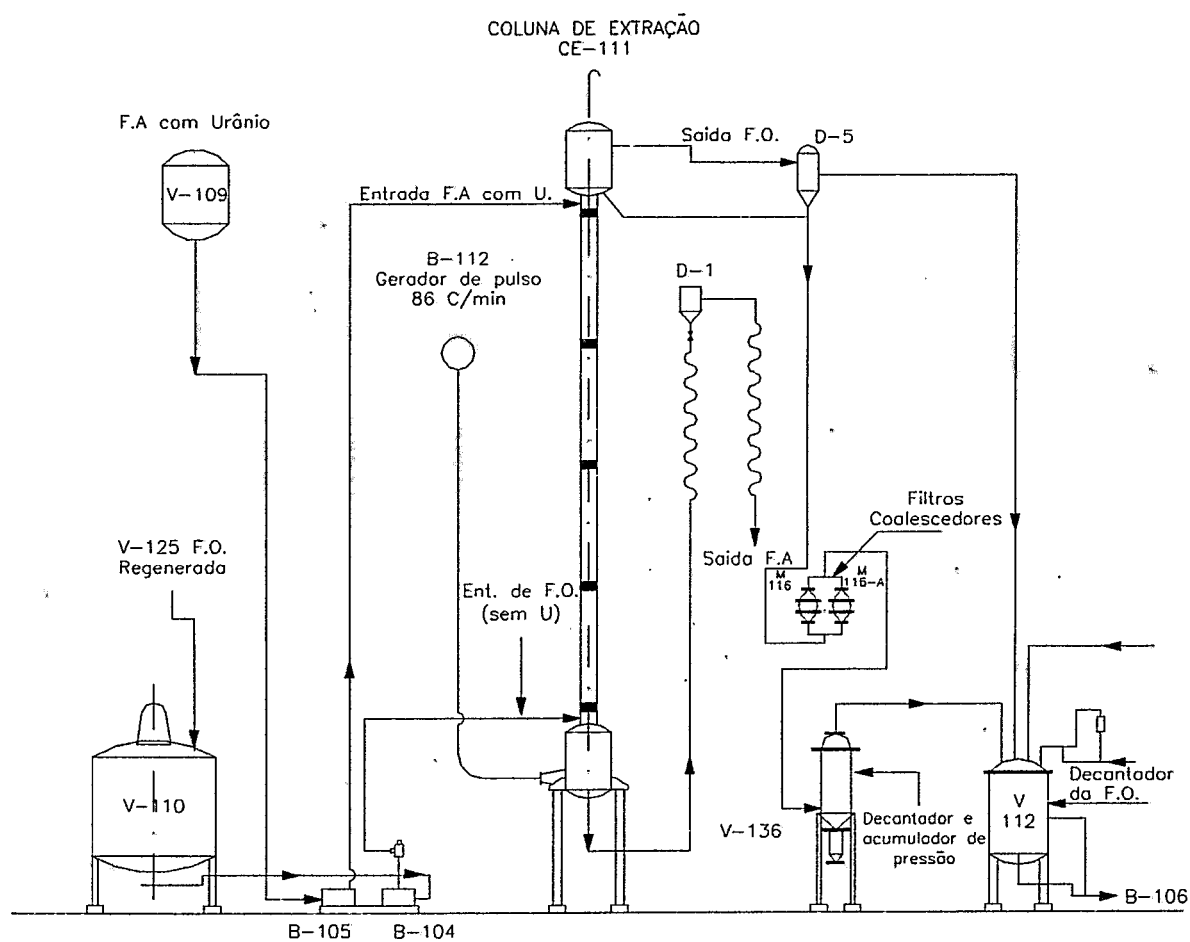 COLUNA DE EXTRAÇÃO
CE-111
F.A com Urânio
V-109
Saida F.O.
D-5
Entrada F.A com U.
B-112
Gerador de pulso
86 C/min
D-1
Filtros
Coalescedores
V-125 F.O.
Regenerada
Saida F.A
M
116
M
116-A
Ent. de F.O.
(sem U)
V-110
V-136
Decantador e
acumulador de
pressão
Decantador
da F.O.
V
112
B-106
B-105
B-104